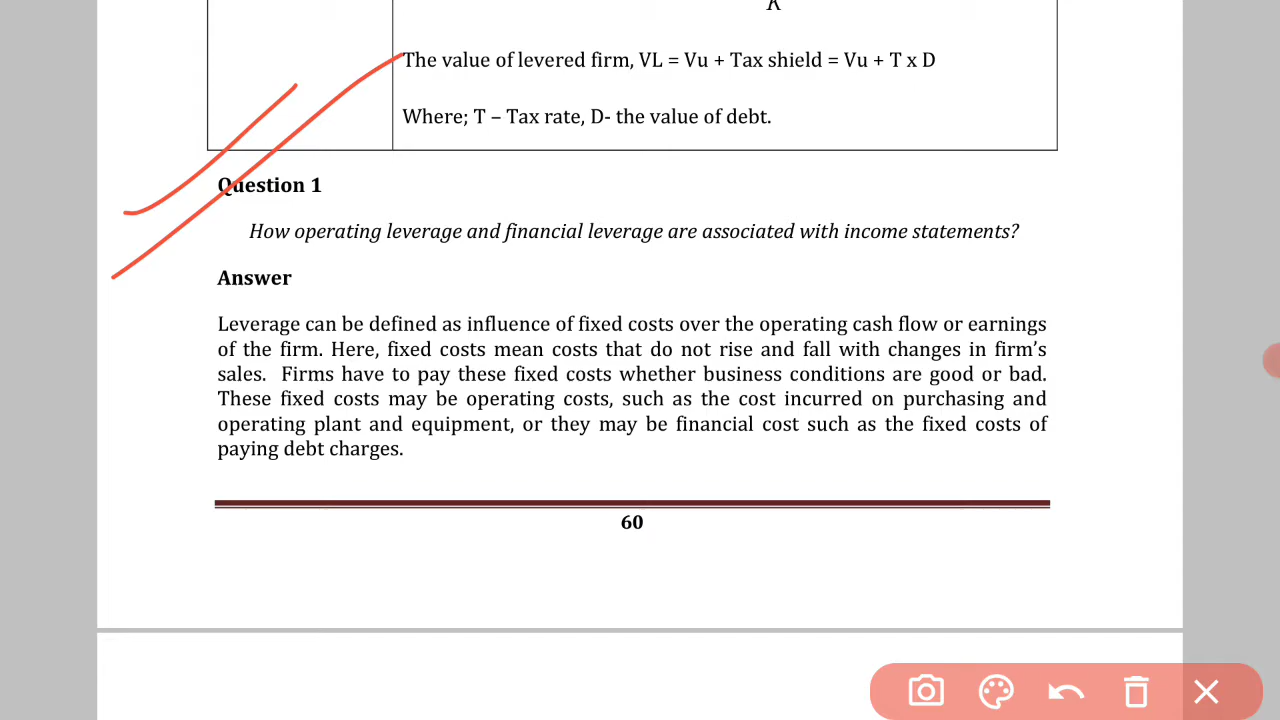 The value of levered firm, VL = Vu + Tax shield = Vu + T x D
Where; T – Tax rate, D- the value of debt.
Question 1
How operating leverage and financial leverage are associated with income statements?
Answer
Leverage can be defined as influence of fixed costs over the operating cash flow or earnings
of the firm. Here, fixed costs mean costs that do not rise and fall with changes in firm's
sales.  Firms have to pay these fixed costs whether business conditions are good or bad.
These fixed costs may be operating costs, such as the cost incurred on purchasing and
operating plant and equipment, or they may be financial cost such as the fixed costs of
paying debt charges.
60